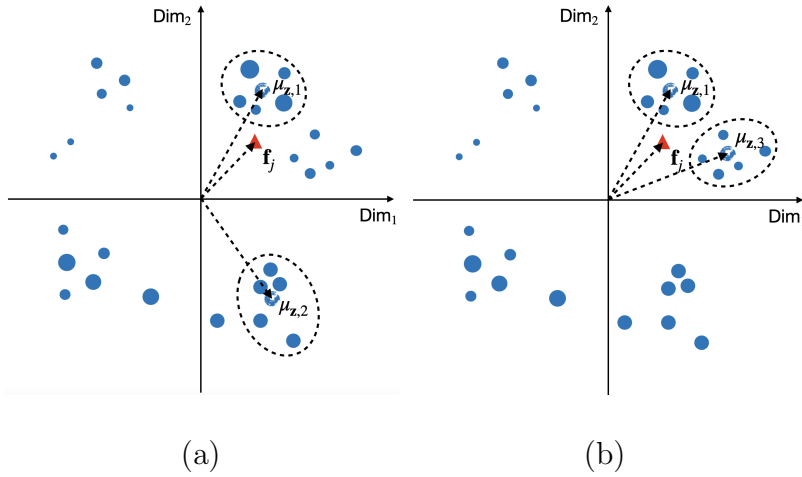 Dim₂
μz,1
fj
Dim₁
μz,2
(a)
Dim₂
μz,1
μz,3
fj
Dim
(b)